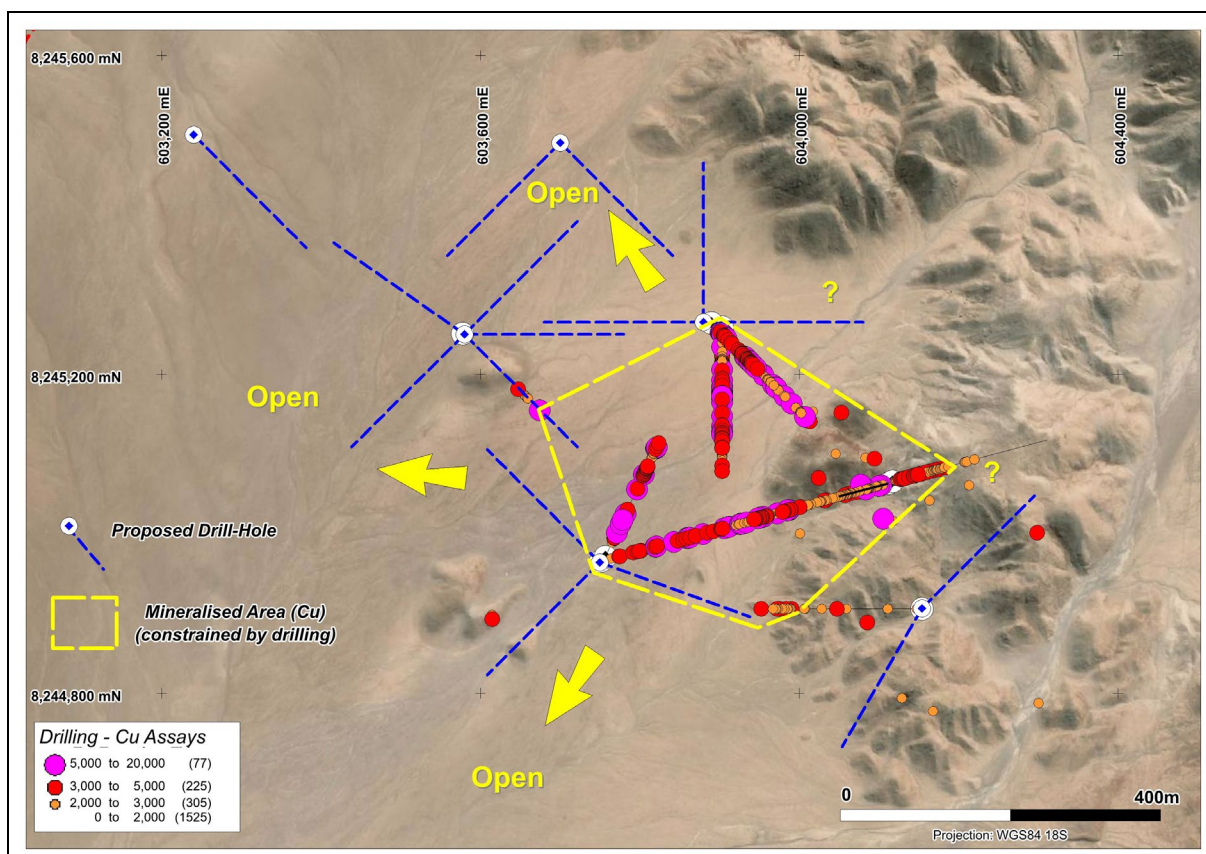 8,245,600 mN
603,200 mE
603,600 mE
604,000 mE
604,400 mE
Open
?
8,245,200 mN
Open
?
Proposed Drill-Hole
Mineralised Area (Cu)
(constrained by drilling)
8,244,800 mN
Open
Drilling - Cu Assays
5,000 to 20,000 (77)
3,000 to 5,000 (225)
2,000 to 3,000 (305)
0 to 2,000 (1525)
0 400m
Projection: WGS84 18S